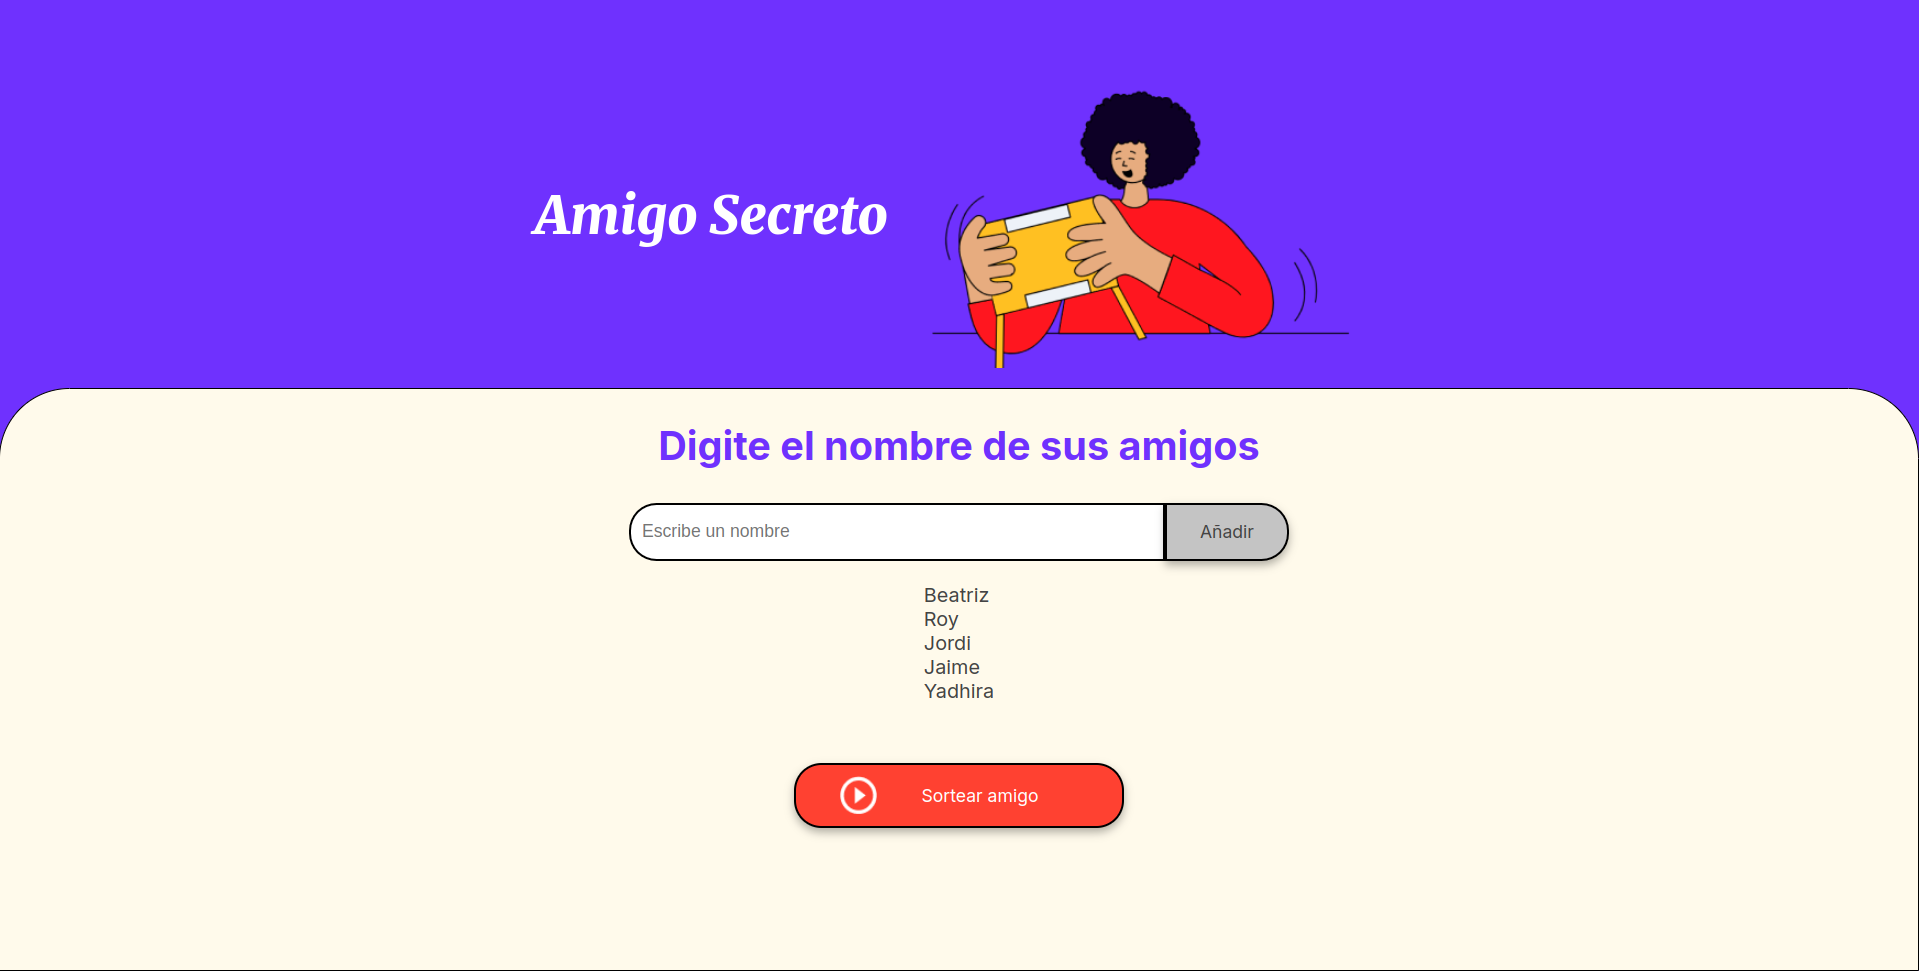 Amigo Secreto
Digite el nombre de sus amigos
Escribe un nombre
Añadir
Beatriz
Roy
Jordi
Jaime
Yadhira
Sortear amigo